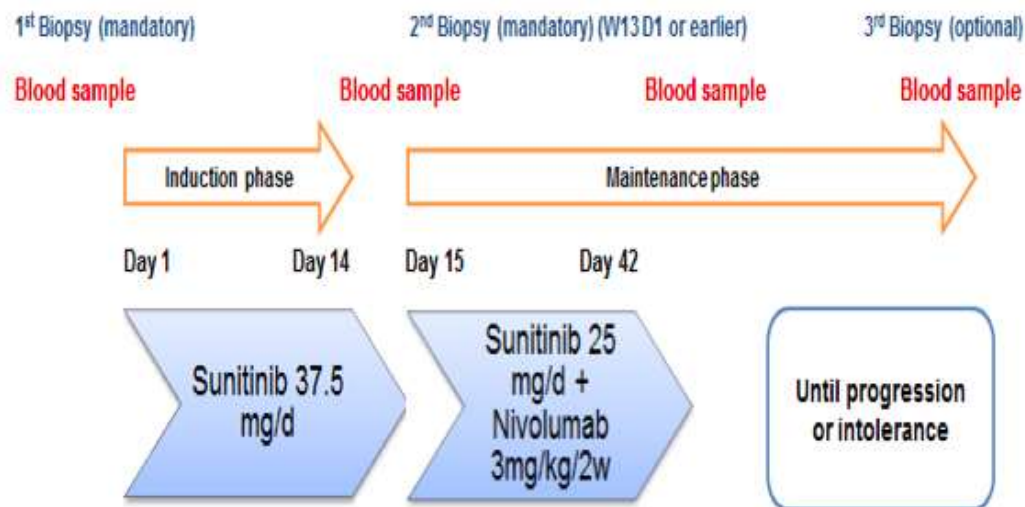 1st Biopsy (mandatory)
2nd Biopsy (mandatory) (W13 D1 or earlier)
3rd Biopsy (optional)
Blood sample
Blood sample
Blood sample
Blood sample
Induction phase
Maintenance phase
Day 1
Day 14
Day 15
Day 42
Sunitinib 37.5
mg/d
Sunitinib 25
mg/d +
Nivolumab
3mg/kg/2w
Until progression
or intolerance